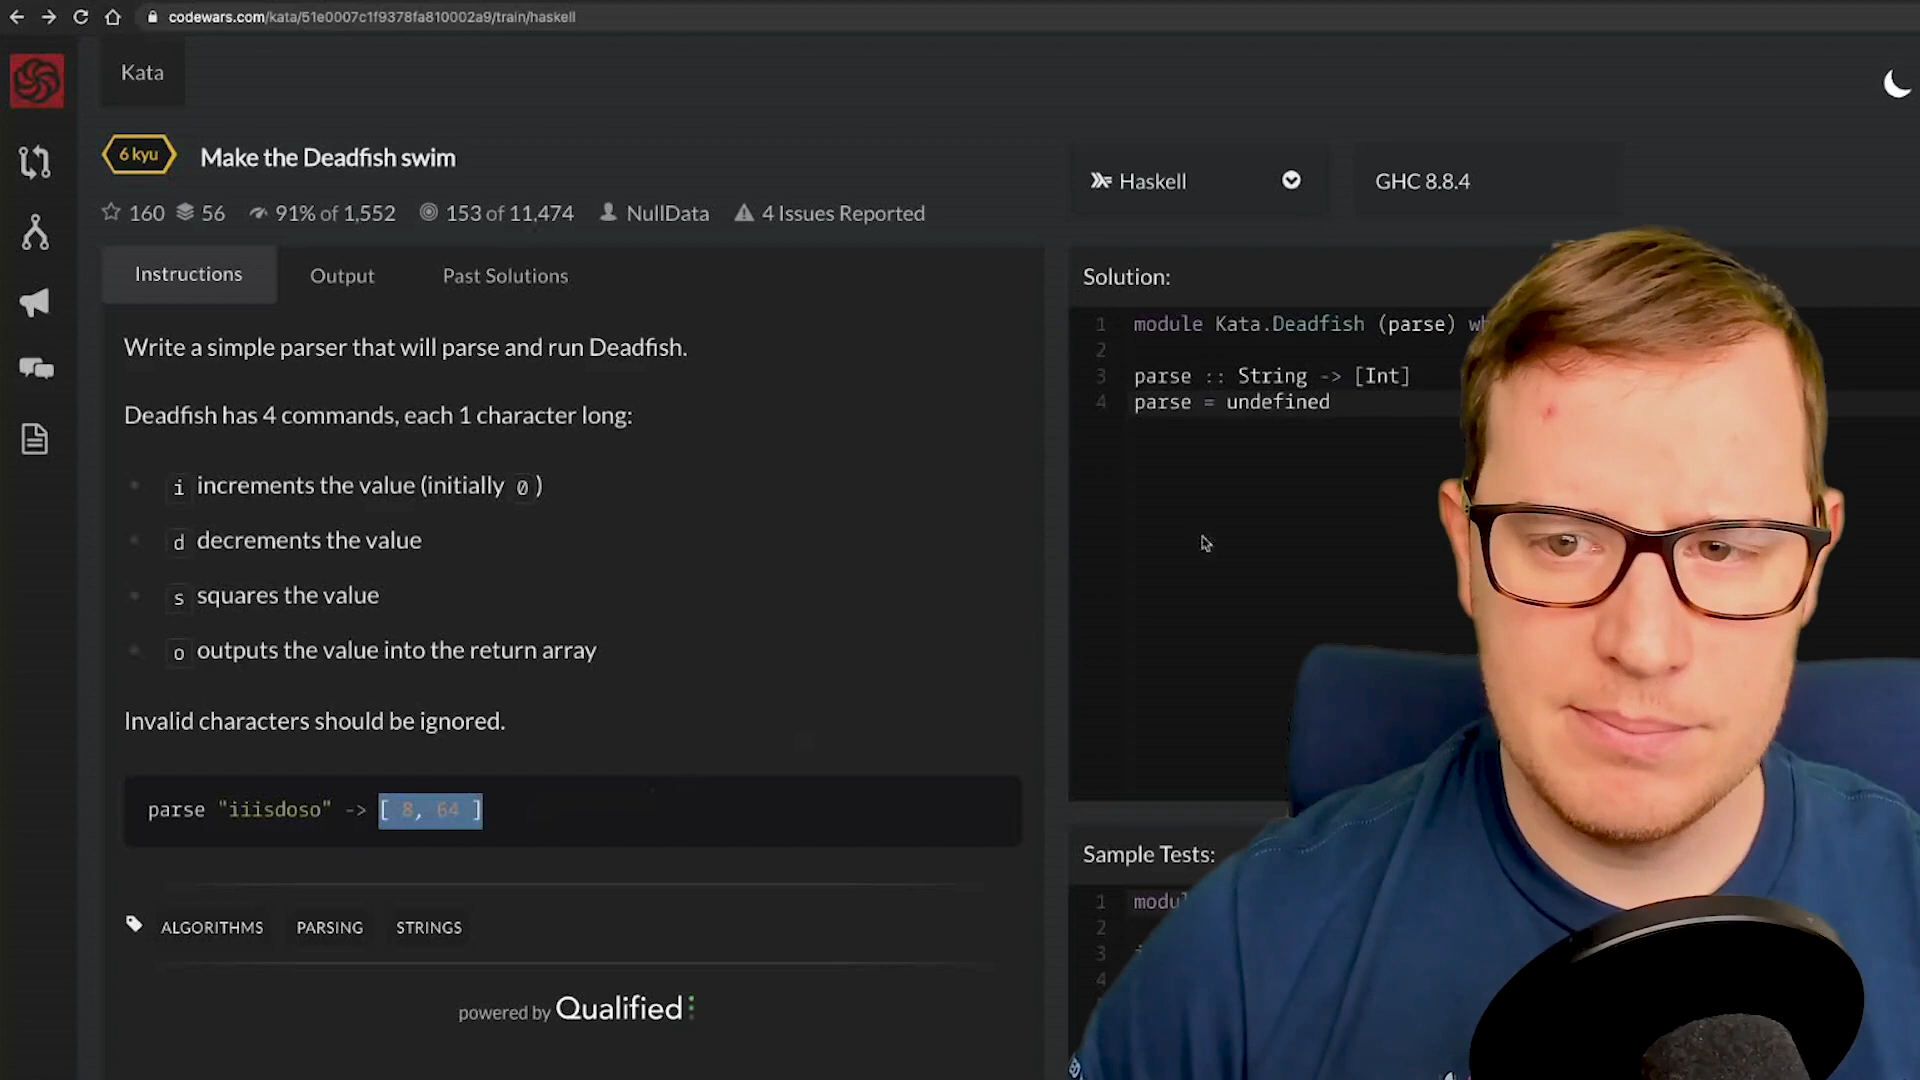 codewars.com/kata/51e0007c1f9378fa810002a9/train/haskell
Kata
6 kyu
Make the Deadfish swim
160 56 91% of 1,552 153 of 11,474 NullData 4 Issues Reported
Haskell
GHC 8.8.4
Instructions Output Past Solutions
Write a simple parser that will parse and run Deadfish.
Deadfish has 4 commands, each 1 character long:
i increments the value (initially 0)
d decrements the value
s squares the value
o outputs the value into the return array
Invalid characters should be ignored.
parse "iiisdoso" -> [ 8, 64 ]
ALGORITHMS PARSING STRINGS
powered by Qualified
Solution:
1 module Kata.Deadfish (parse)
2
3 parse :: String -> [Int]
4 parse = undefined
Sample Tests:
1
2
3
4